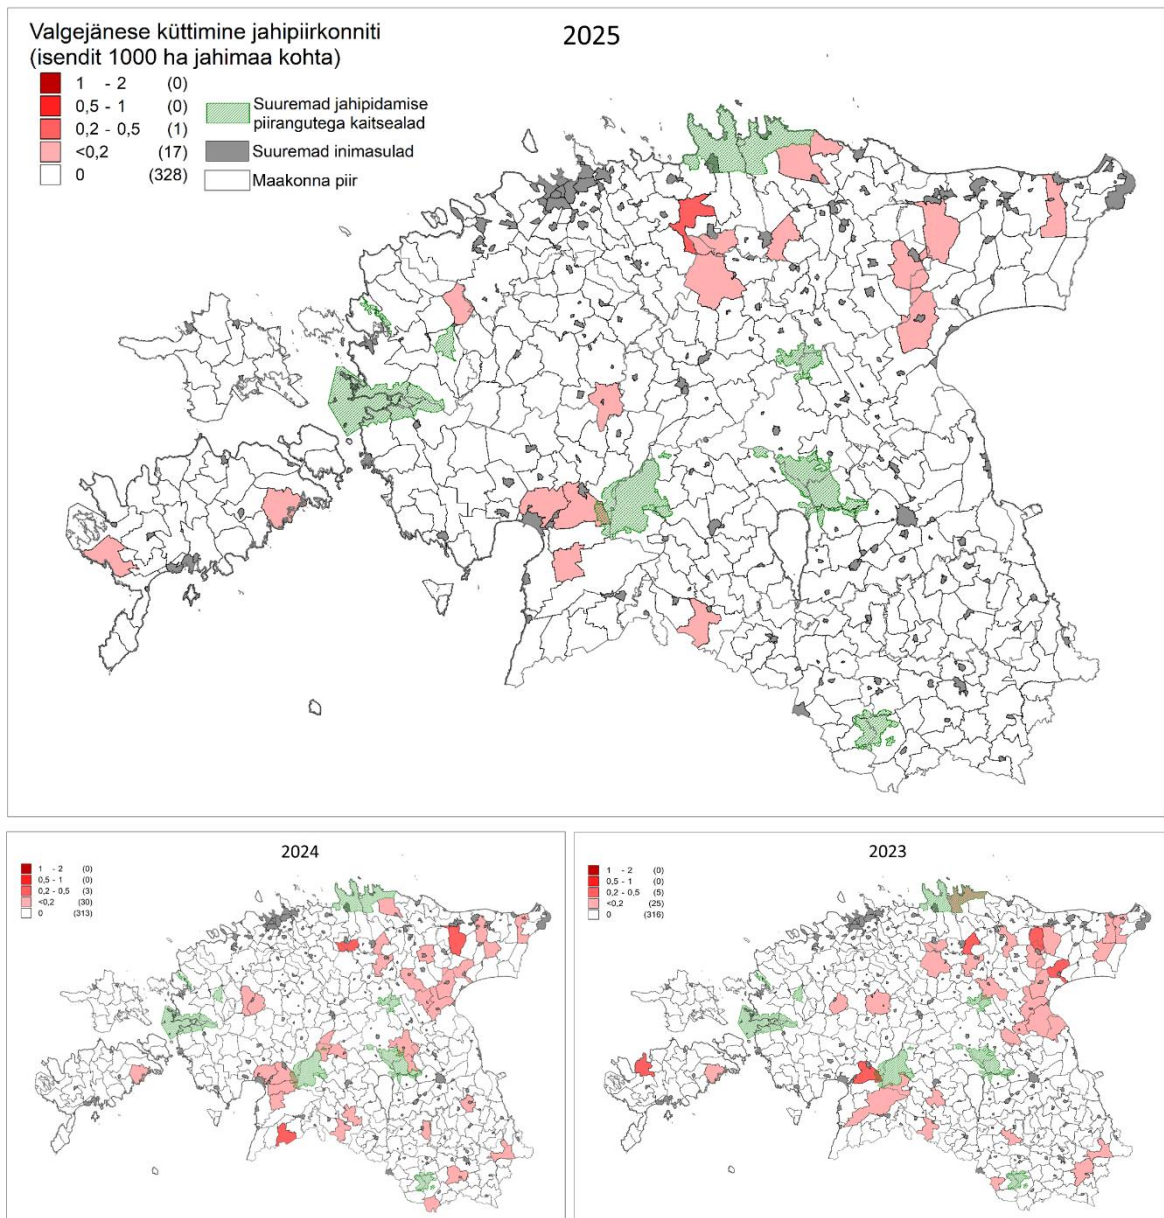 Valgejänese küttimine jahipiirkonniti
(isendit 1000 ha jahimaa kohta)
2025
1 - 2 (0)
0,5 - 1 (0)
0,2 - 0,5 (1)
<0,2 (17)
0 (328)
Suuremad jahipidamise
piirangutega kaitsealad
Suuremad inimasulad
Maakonna piir
2024
1 - 2 (0)
0,5 - 1 (0)
0,2 - 0,5 (3)
<0,2 (30)
0 (313)
2023
1 - 2 (0)
0,5 - 1 (0)
0,2 - 0,5 (5)
<0,2 (25)
0 (316)